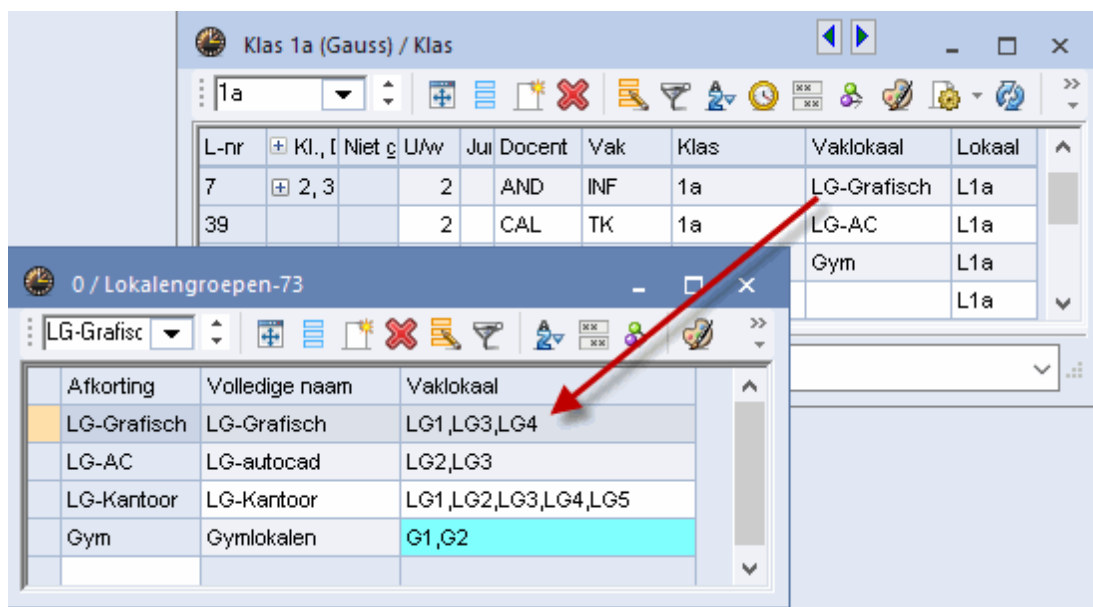 Klas 1a (Gauss) / Klas
1a
L-nr Kl., [ Niet g U/w Jui Docent Vak Klas Vaklokaal Lokaal
7 2, 3 2 AND INF 1a LG-Grafisch L1a
39 2 CAL TK 1a LG-AC L1a
Gym L1a
L1a
0 / Lokalengroepen-73
LG-Grafisc
Afkorting Volledige naam Vaklokaal
LG-Grafisch LG-Grafisch LG1,LG3,LG4
LG-AC LG-autocad LG2,LG3
LG-Kantoor LG-Kantoor LG1,LG2,LG3,LG4,LG5
Gym Gymlokalen G1,G2